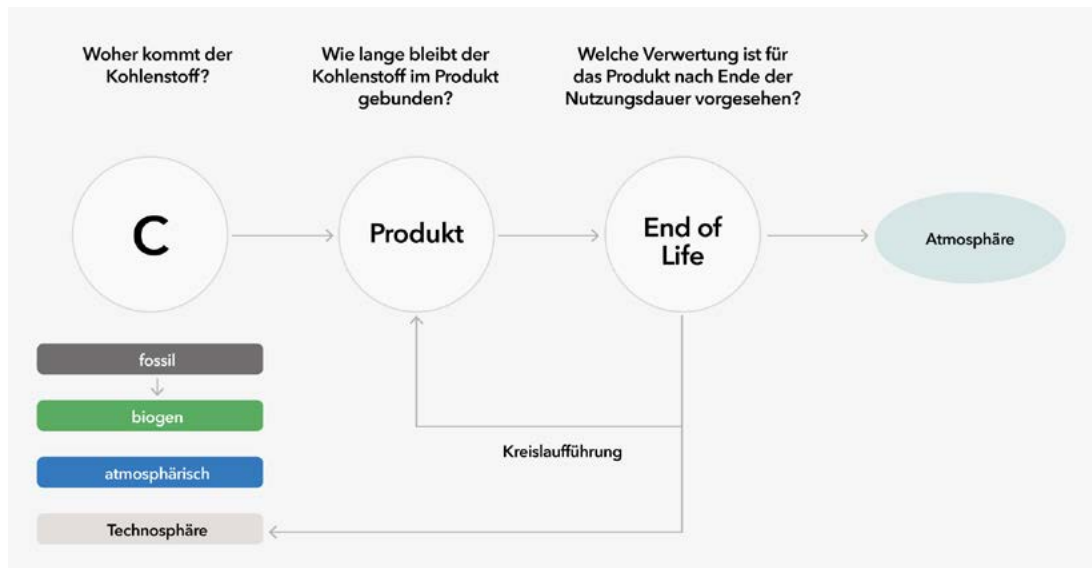 Woher kommt der
Kohlenstoff?
Wie lange bleibt der
Kohlenstoff im Produkt
gebunden?
Welche Verwertung ist für
das Produkt nach Ende der
Nutzungsdauer vorgesehen?
C
Produkt
End of
Life
Atmosphäre
fossil
biogen
atmosphärisch
Technosphäre
Kreislaufführung